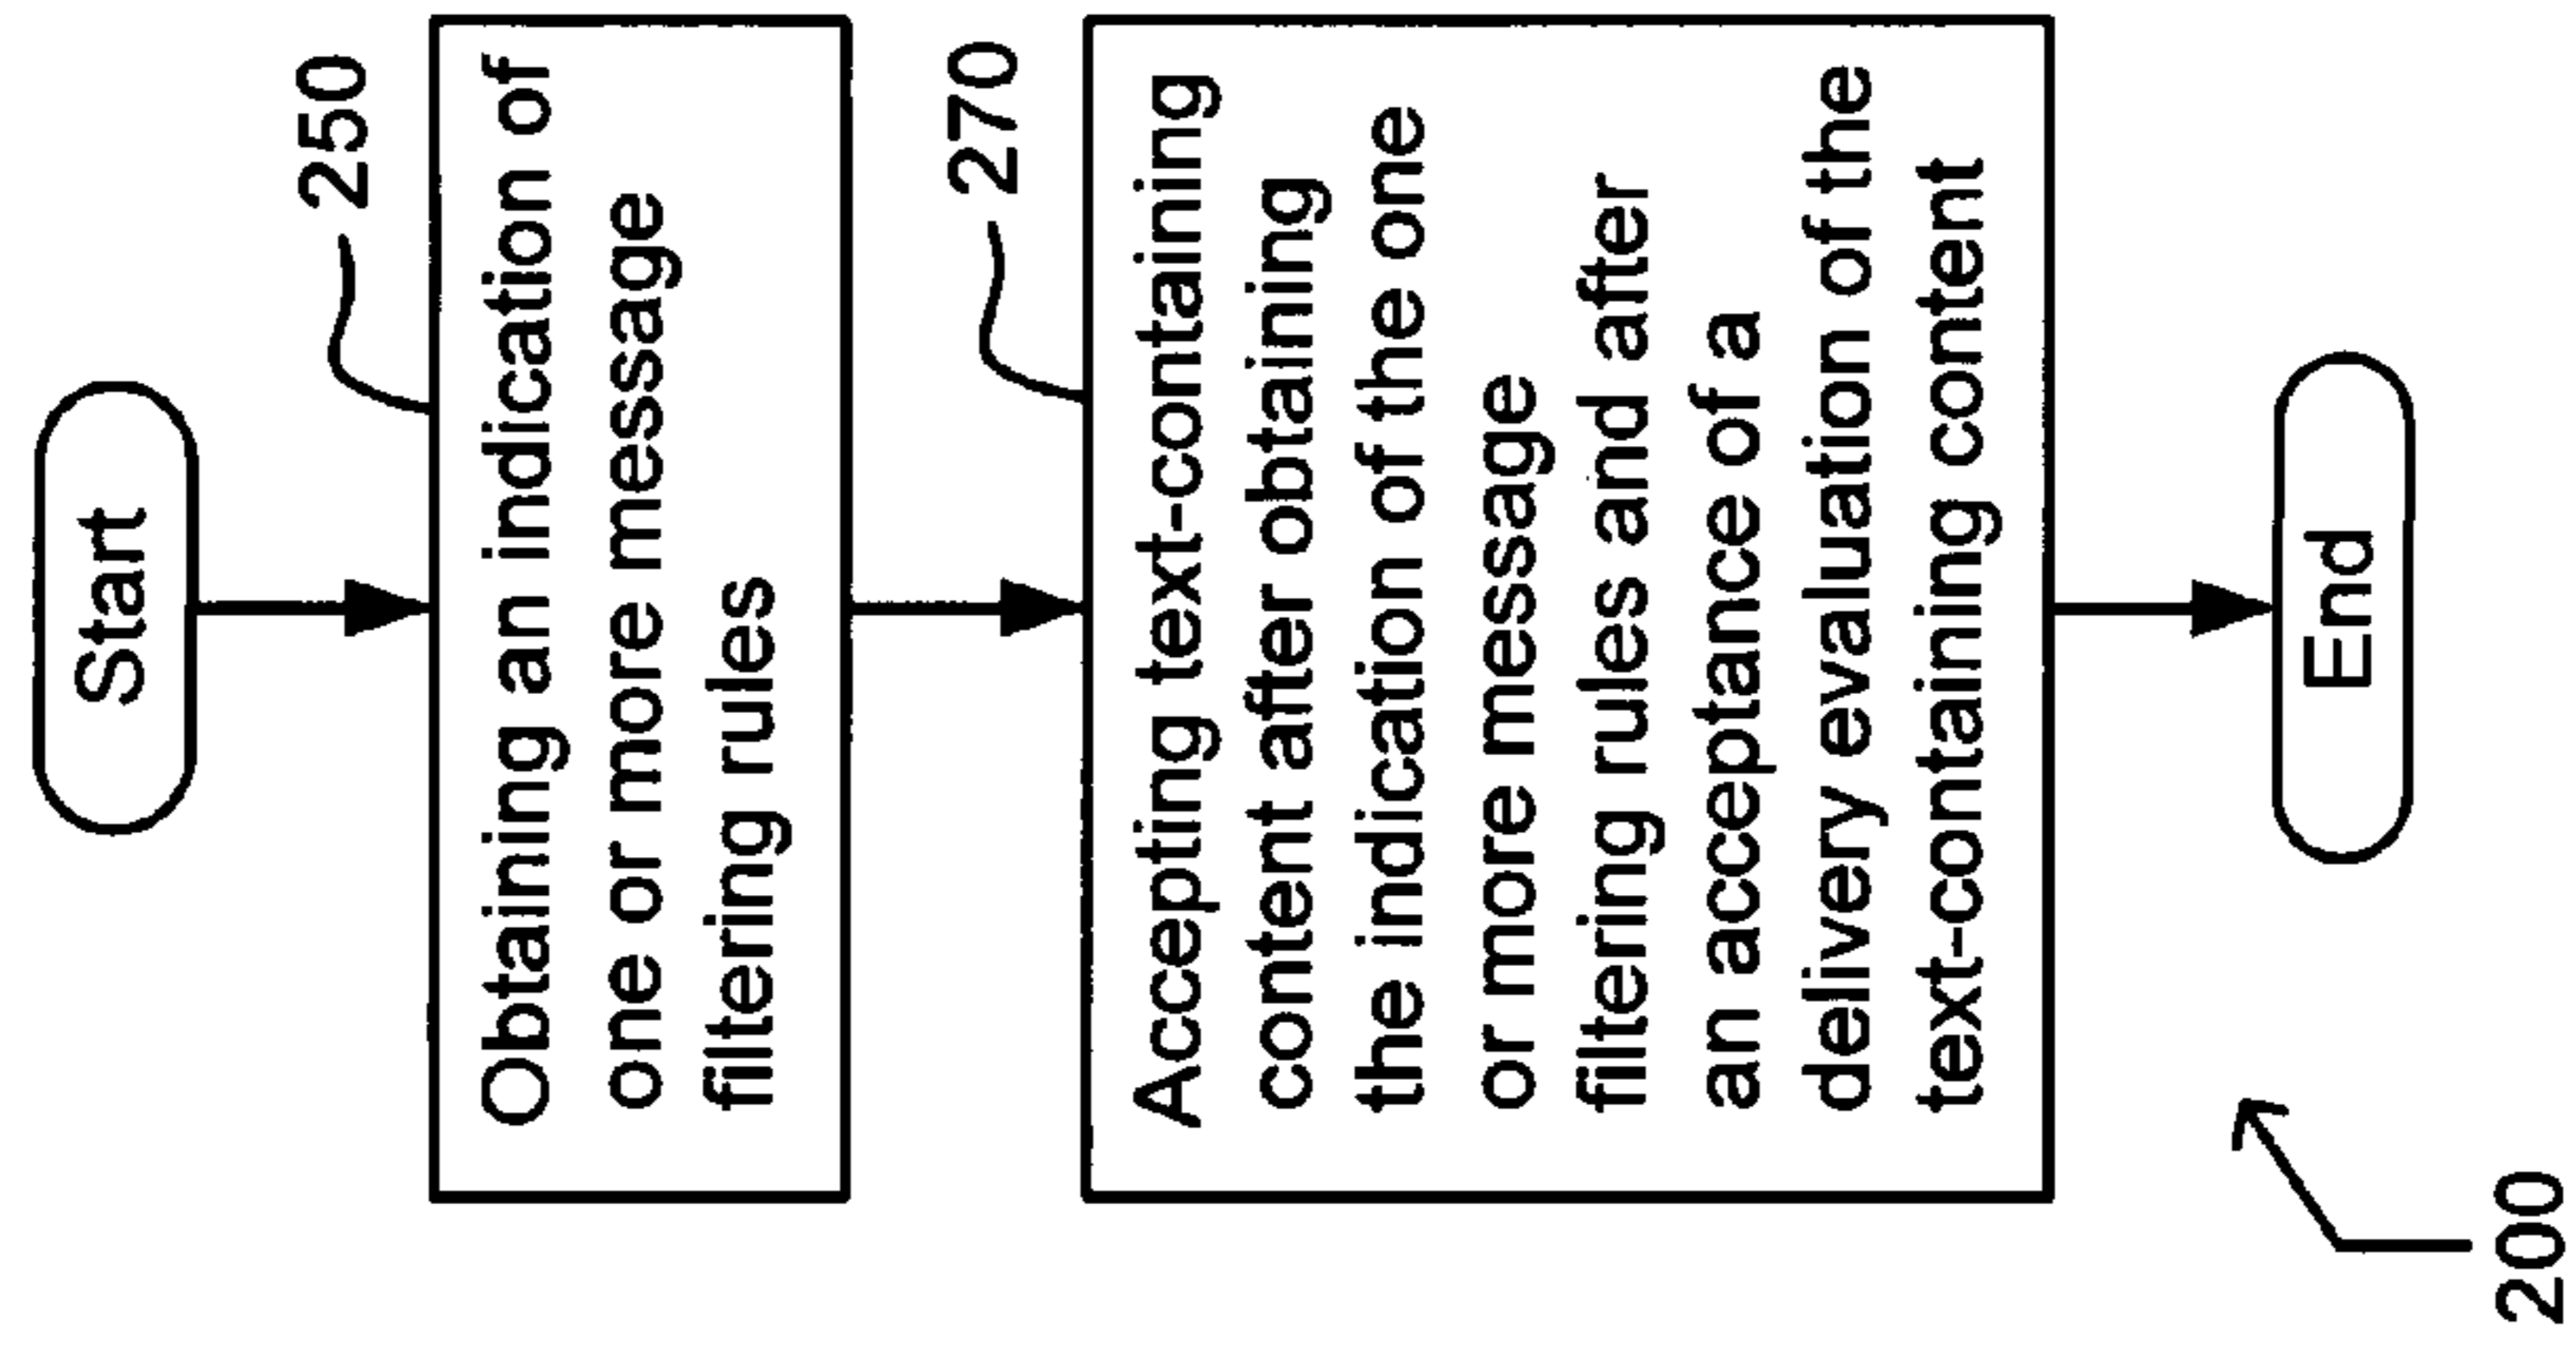 Start
250
Obtaining an indication of
one or more message
filtering rules
270
Accepting text-containing
content after obtaining
the indication of the one
or more message
filtering rules and after
an acceptance of a
delivery evaluation of the
text-containing content
End
200